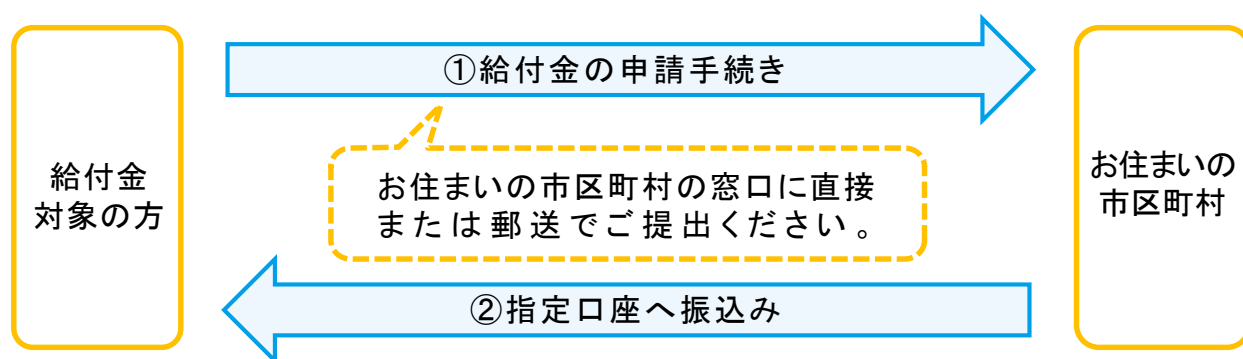 ①給付金の申請手続き
給付金
対象の方
お住まいの市区町村の窓口に直接
または郵送でご提出ください。
お住まいの
市区町村
②指定口座へ振込み